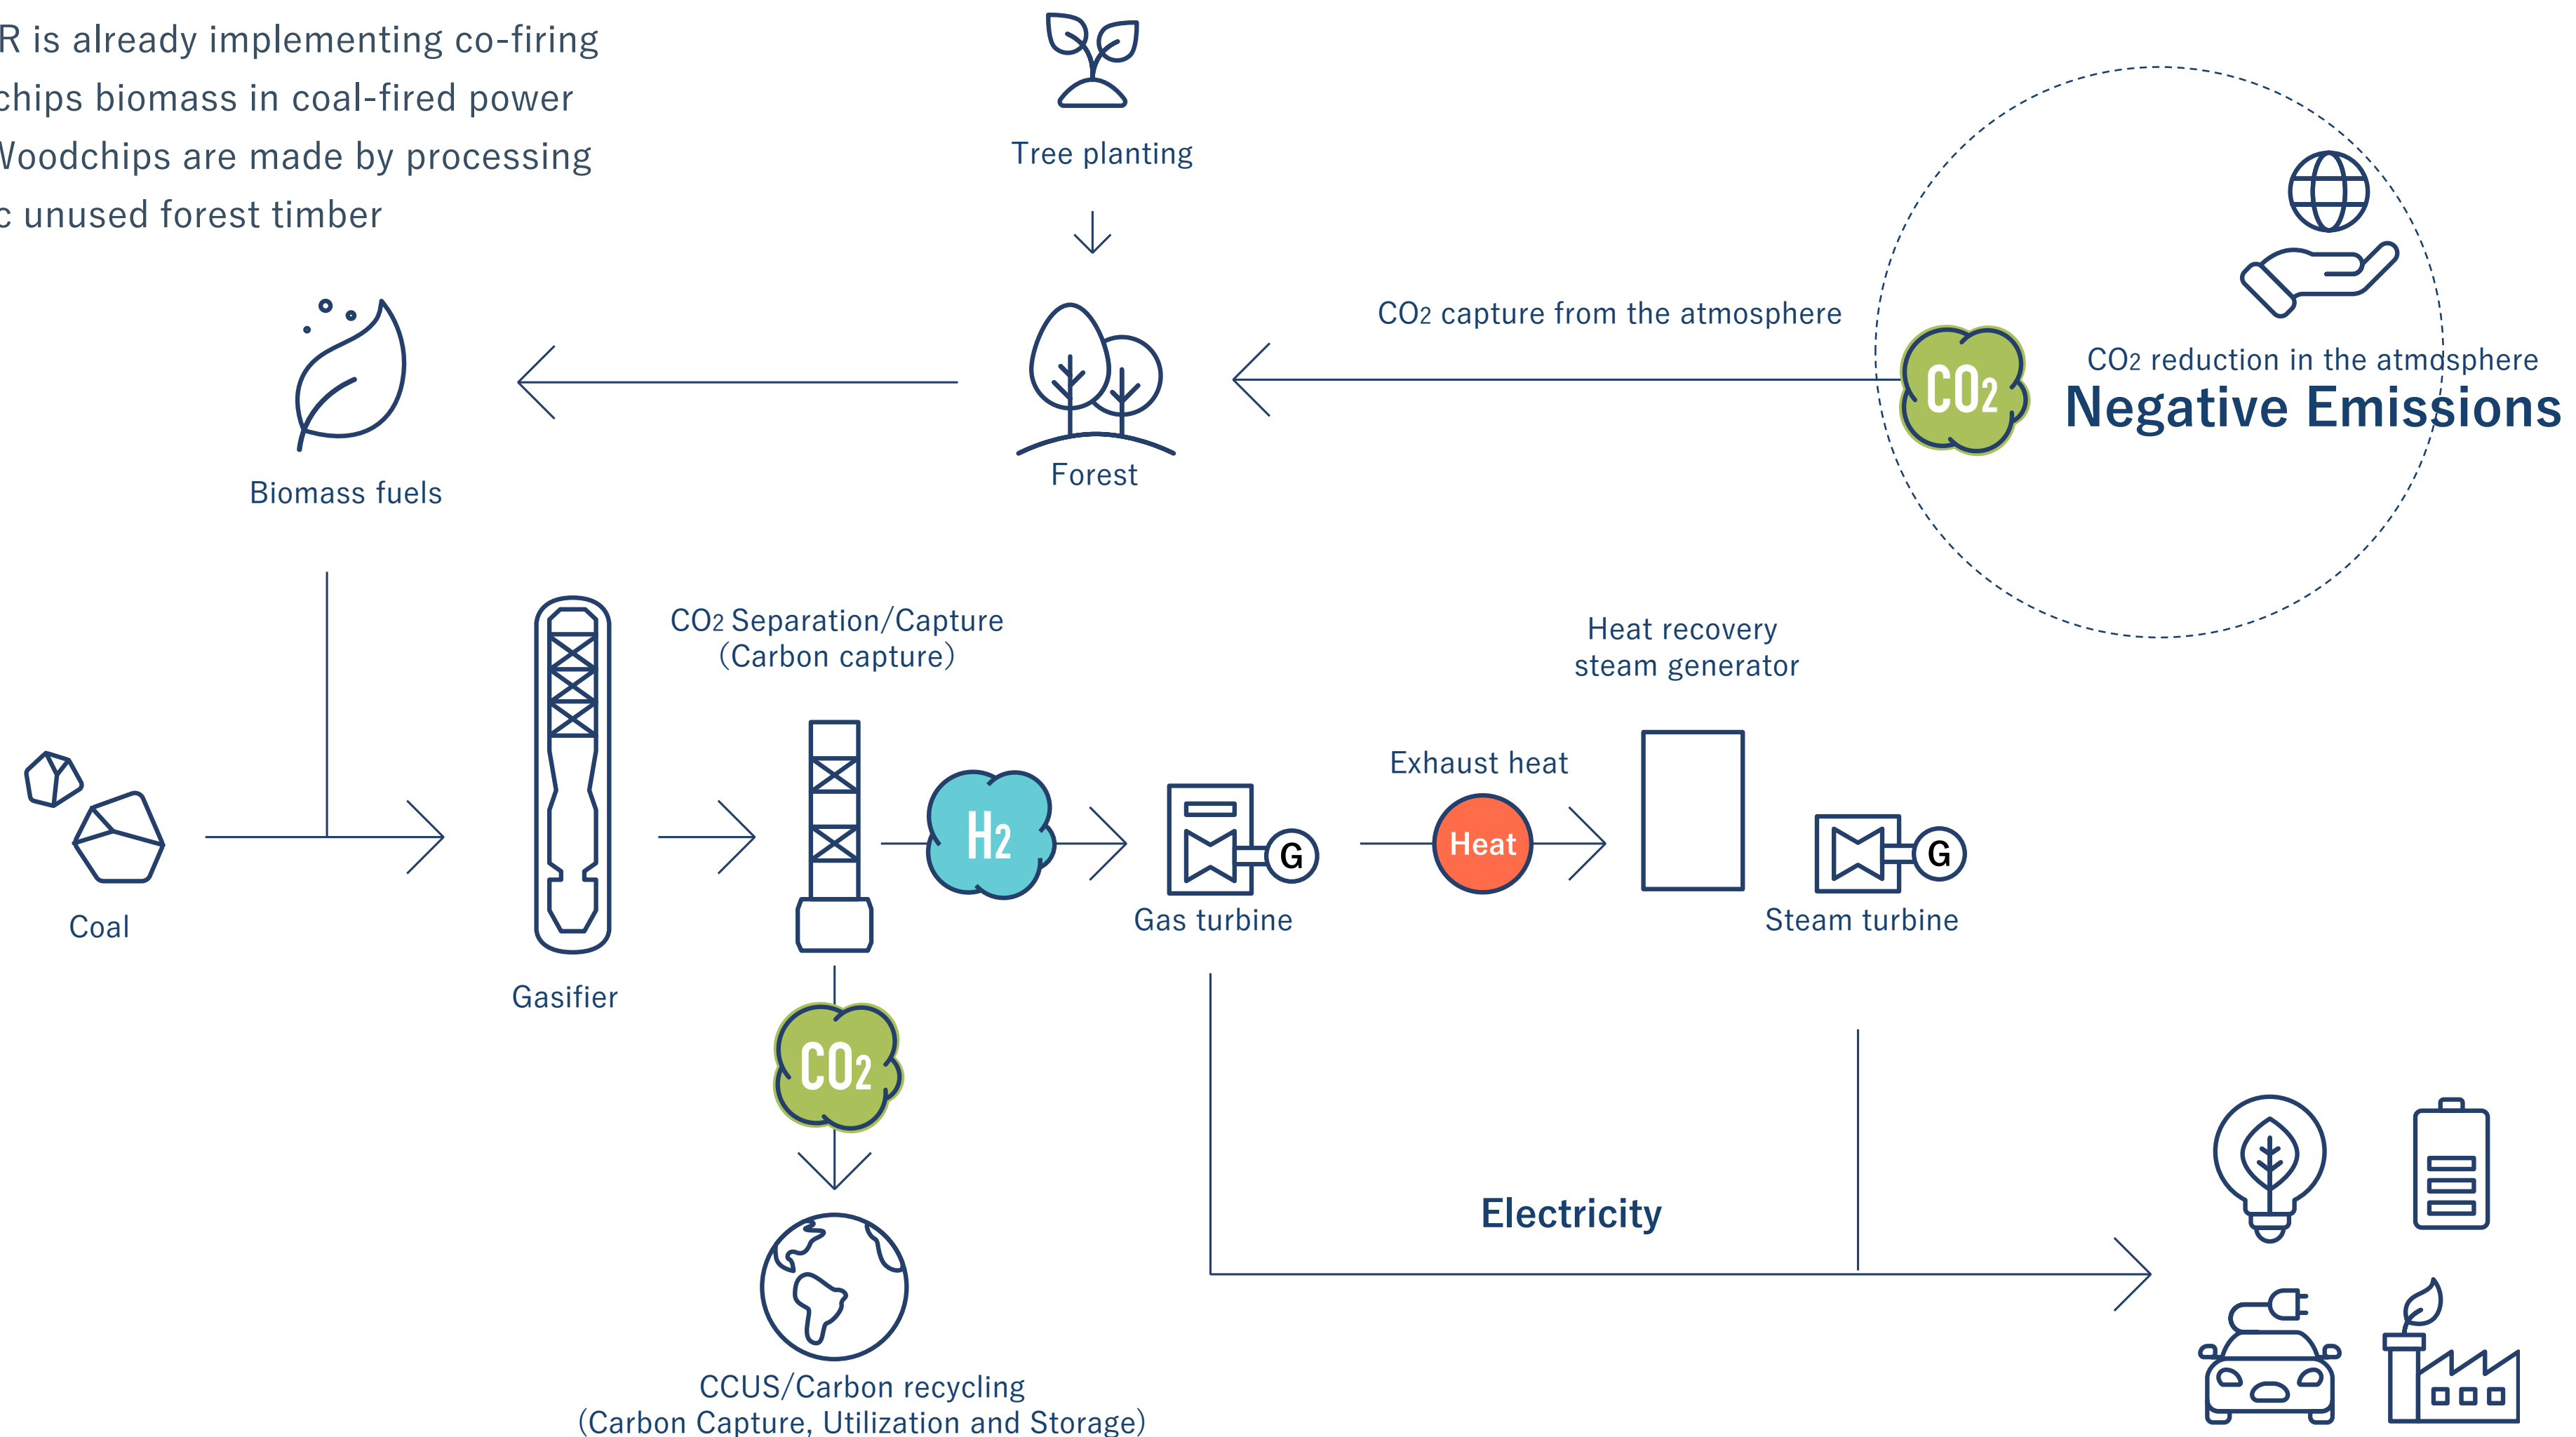 R is already implementing co-firing
chips biomass in coal-fired power
Woodchips are made by processing
c unused forest timber
Tree planting
CO2 capture from the atmosphere
CO2
CO2 reduction in the atmosphere
Negative Emissions
Biomass fuels
Forest
CO2 Separation/Capture
(Carbon capture)
Heat recovery
steam generator
Exhaust heat
H2
Heat
G
G
Coal
Gas turbine
Steam turbine
Gasifier
CO2
Electricity
CCUS/Carbon recycling
(Carbon Capture, Utilization and Storage)